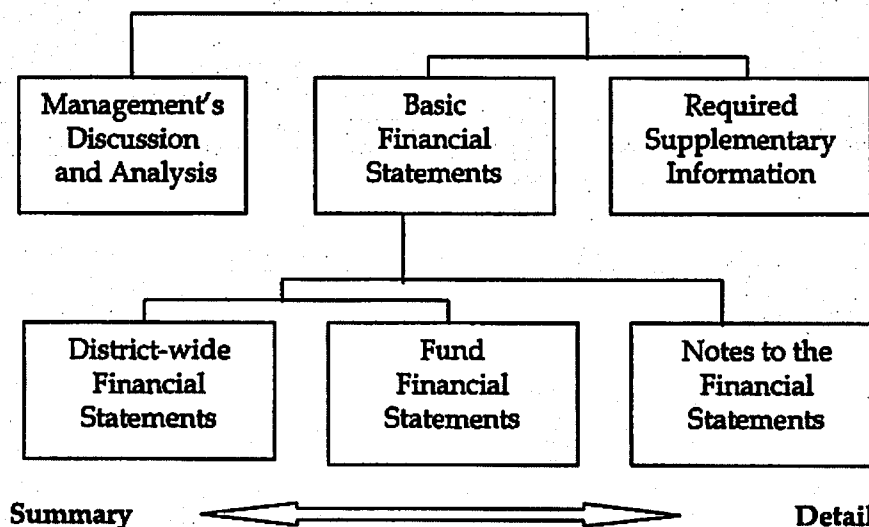 Management's
Discussion
and Analysis
Basic
Financial
Statements
Required
Supplementary
Information
District-wide
Financial
Statements
Fund
Financial
Statements
Notes to the
Financial
Statements
Summary
Detail